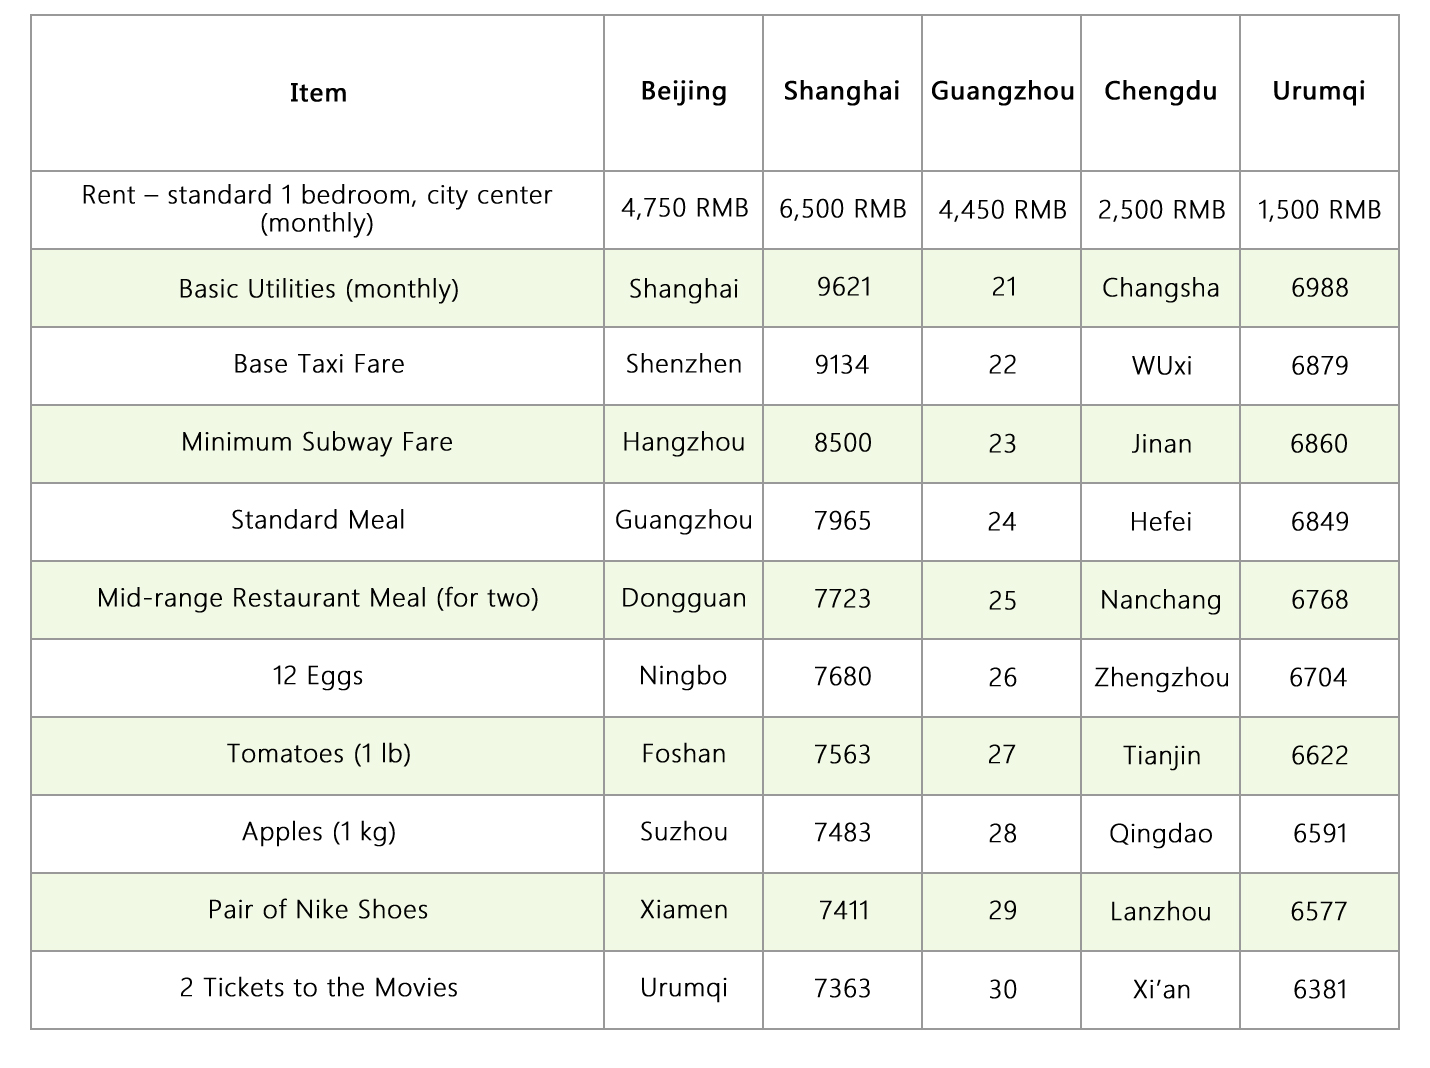 Item Beijing Shanghai Guangzhou Chengdu Urumqi
Rent – standard 1 bedroom, city center
(monthly) 4,750 RMB 6,500 RMB 4,450 RMB 2,500 RMB 1,500 RMB
Basic Utilities (monthly) Shanghai 9621 21 Changsha 6988
Base Taxi Fare Shenzhen 9134 22 WUxi 6879
Minimum Subway Fare Hangzhou 8500 23 Jinan 6860
Standard Meal Guangzhou 7965 24 Hefei 6849
Mid-range Restaurant Meal (for two) Dongguan 7723 25 Nanchang 6768
12 Eggs Ningbo 7680 26 Zhengzhou 6704
Tomatoes (1 lb) Foshan 7563 27 Tianjin 6622
Apples (1 kg) Suzhou 7483 28 Qingdao 6591
Pair of Nike Shoes Xiamen 7411 29 Lanzhou 6577
2 Tickets to the Movies Urumqi 7363 30 Xi’an 6381